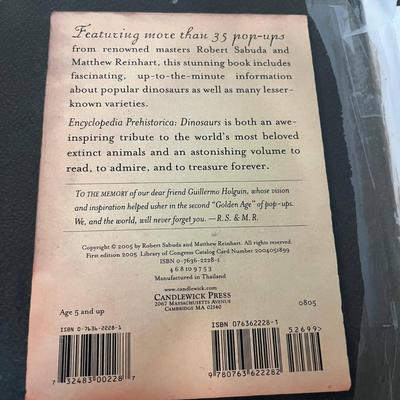 Featuring more than 35 pop-ups
from renowned masters Robert Sabuda and
Matthew Reinhart, this stunning book includes
fascinating, up-to-the-minute information
about popular dinosaurs as well as many lesser-
known varieties.
Encyclopedia Prehistorica: Dinosaurs is both an awe-
inspiring tribute to the world's most beloved
extinct animals and an astonishing volume to
read, to admire, and to treasure forever.
TO THE MEMORY of our dear friend Guillermo Holguin, whose vision
and inspiration helped usher in the second "Golden Age" of pop-ups.
We, and the world, will never forget you. — R.S. & M.R.
Copyright © 2005 by Robert Sabuda and Matthew Reinhart. All rights reserved.
First edition 2005 Library of Congress Catalog Card Number 2004051899
ISBN 0-7636-2228-1
4 6 8 10 9 7 5 3
Manufactured in Thailand
www.candlewick.com
CANDLEWICK PRESS
2067 MASSACHUSETTS AVENUE
CAMBRIDGE MA 02140
Age 5 and up
0805
ISBN 0-7636-2228-1
7 32483 00228 7
ISBN 076362228-1
52699>
9 780763 622282